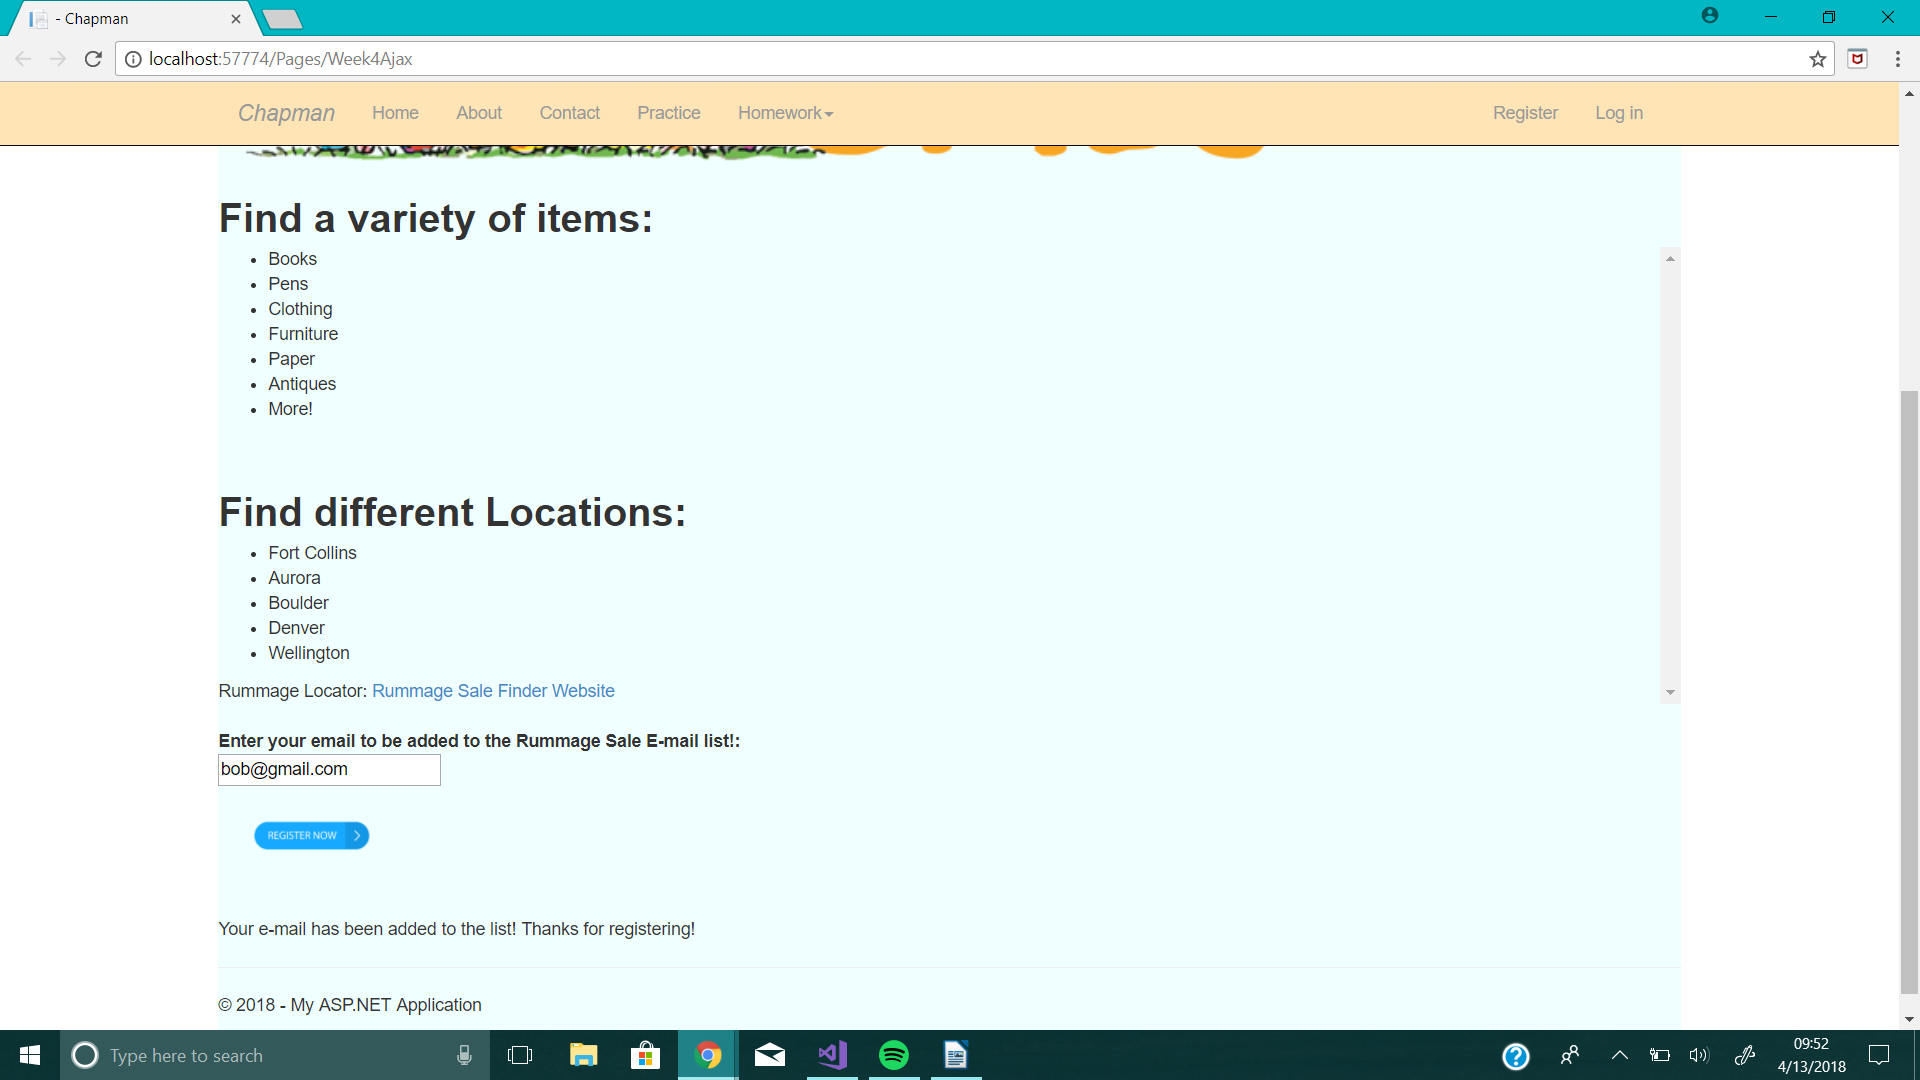 - Chapman
localhost:57774/Pages/Week4Ajax
Chapman Home About Contact Practice Homework Register Log in
Find a variety of items:
Books
Pens
Clothing
Furniture
Paper
Antiques
More!
Find different Locations:
Fort Collins
Aurora
Boulder
Denver
Wellington
Rummage Locator: Rummage Sale Finder Website
Enter your email to be added to the Rummage Sale E-mail list!:
bob@gmail.com
REGISTER NOW
Your e-mail has been added to the list! Thanks for registering!
© 2018 - My ASP.NET Application
Type here to search
09:52
4/13/2018